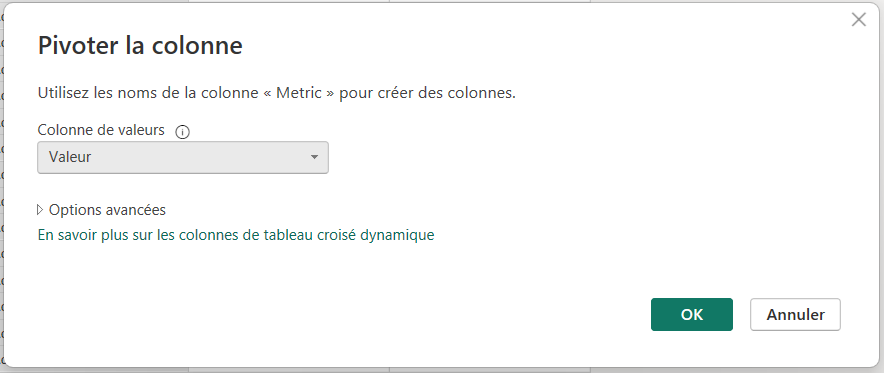 Pivoter la colonne
Utilisez les noms de la colonne « Metric » pour créer des colonnes.
Colonne de valeurs
Valeur
Options avancées
En savoir plus sur les colonnes de tableau croisé dynamique
OK
Annuler